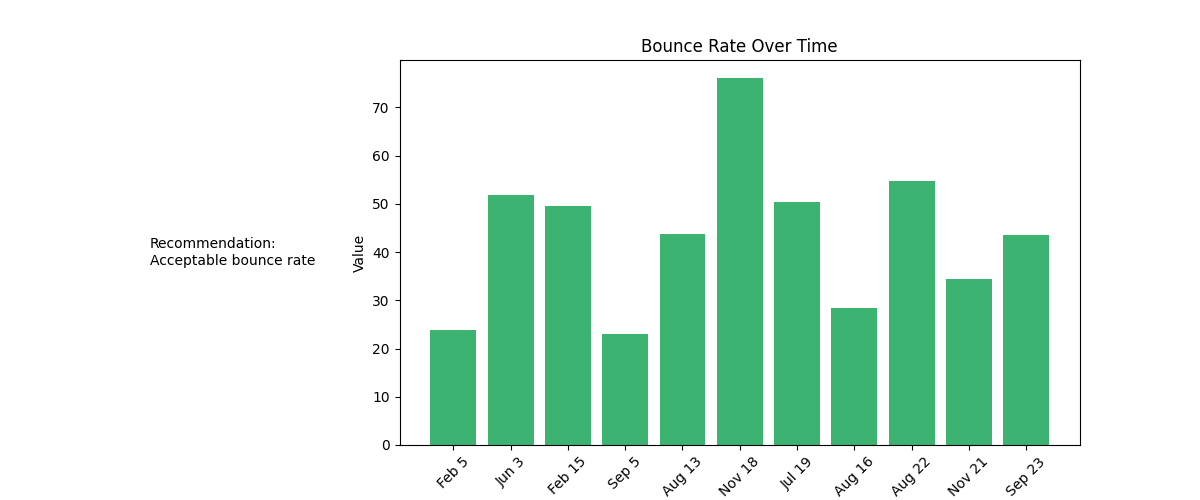 Bounce Rate Over Time
Recommendation:
Acceptable bounce rate
Value
70
60
50
40
30
20
10
0
Feb 5
Jun 3
Feb 15
Sep 5
Aug 13
Nov 18
Jul 19
Aug 16
Aug 22
Nov 21
Sep 23